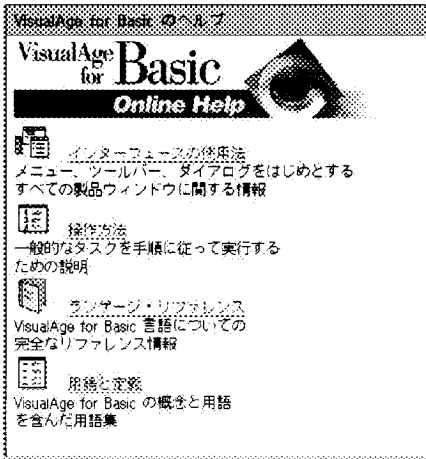 VisualAge for Basic のヘルプ
VisualAge
for Basic
Online Help
インターフェースの使用法
メニュー、ツールバー、ダイアログをはじめとする
すべての製品ウィンドウに関する情報
操作方法
一般的なタスクを手順に従って実行する
ための説明
ランゲージ・リファレンス
VisualAge for Basic 言語についての
完全なリファレンス情報
用語と定義
VisualAge for Basic の概念と用語
を含んだ用語集